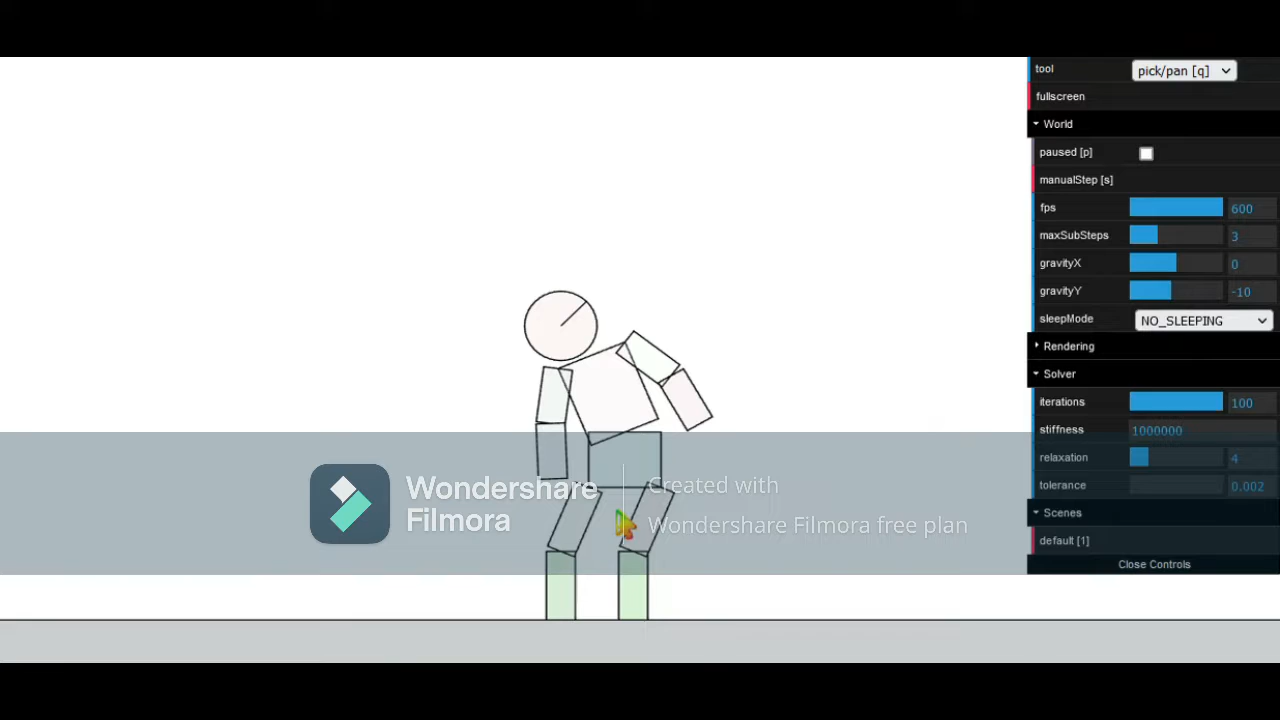 tool pick/pan [q]
fullscreen
World
paused [p]
manualStep [s]
fps 600
maxSubSteps 3
gravityX 0
gravityY -10
sleepMode NO_SLEEPING
Rendering
Solver
iterations 100
stiffness 1000000
relaxation 4
tolerance 0.002
Scenes
default [1]
Close Controls
Wondershare
Filmora
Created with
Wondershare Filmora free plan